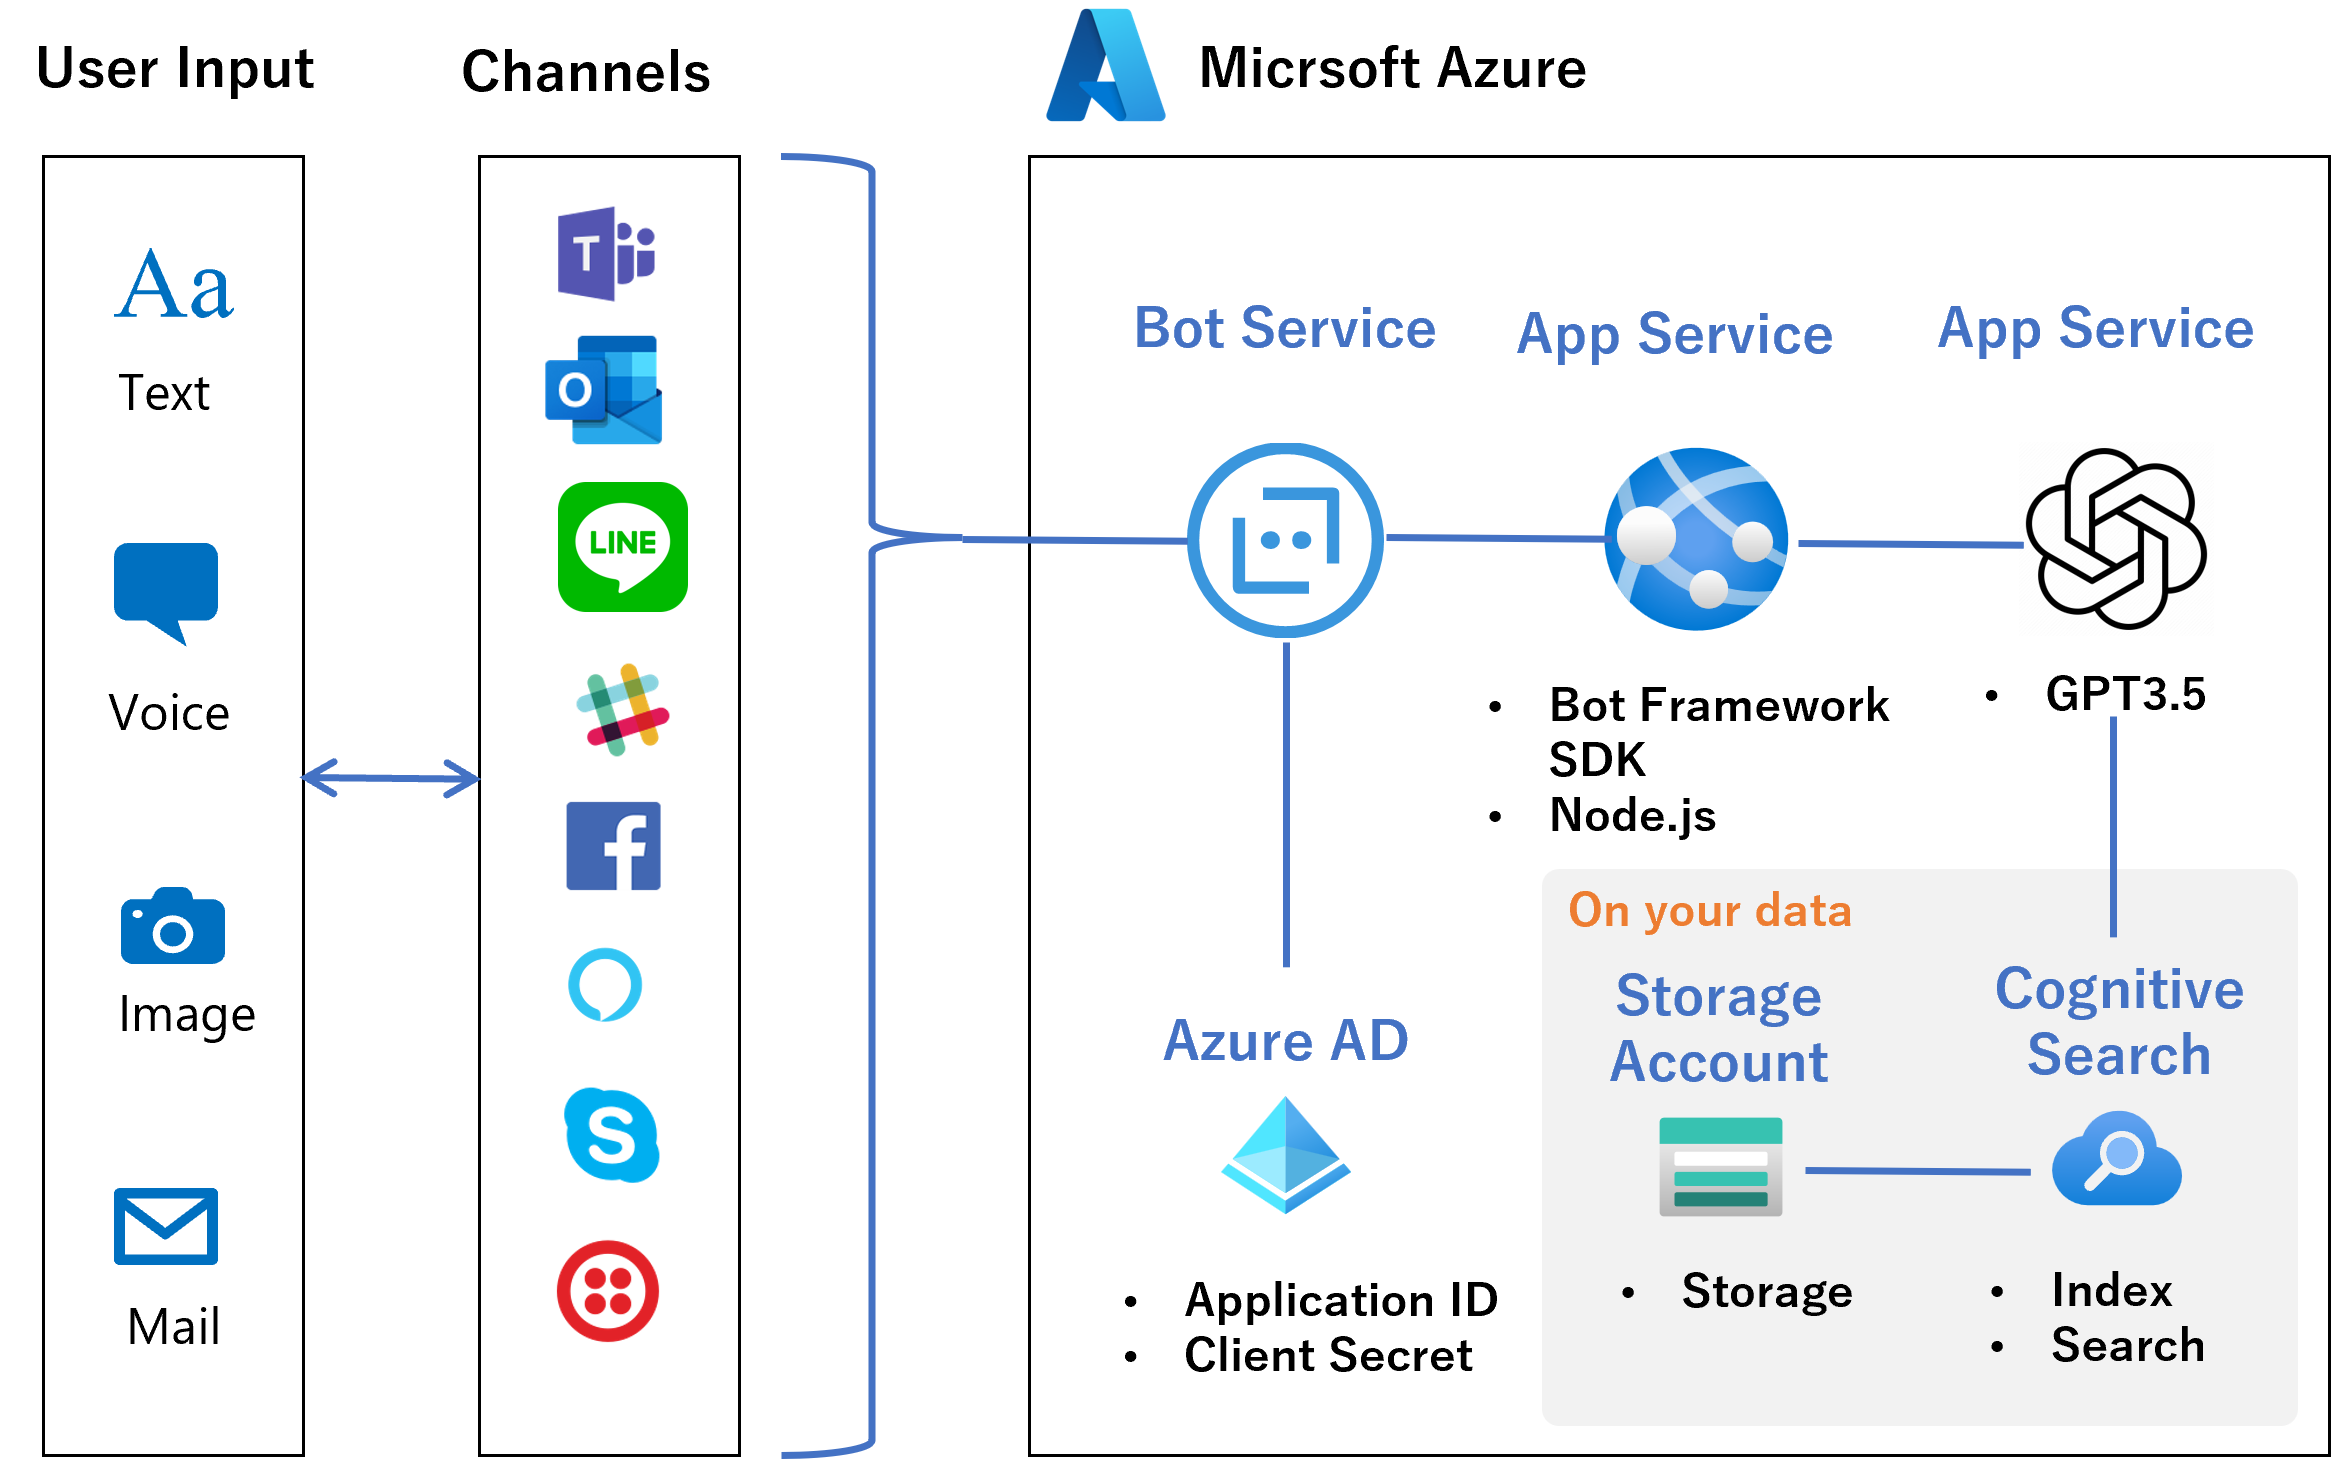 User Input
Channels
Micrsoft Azure
Aa
Text
Voice
Image
Mail
T
O
LINE
f
S
Bot Service
App Service
App Service
• Bot Framework
SDK
• Node.js
• GPT3.5
On your data
Azure AD
• Application ID
• Client Secret
Storage
Account
• Storage
Cognitive
Search
• Index
• Search